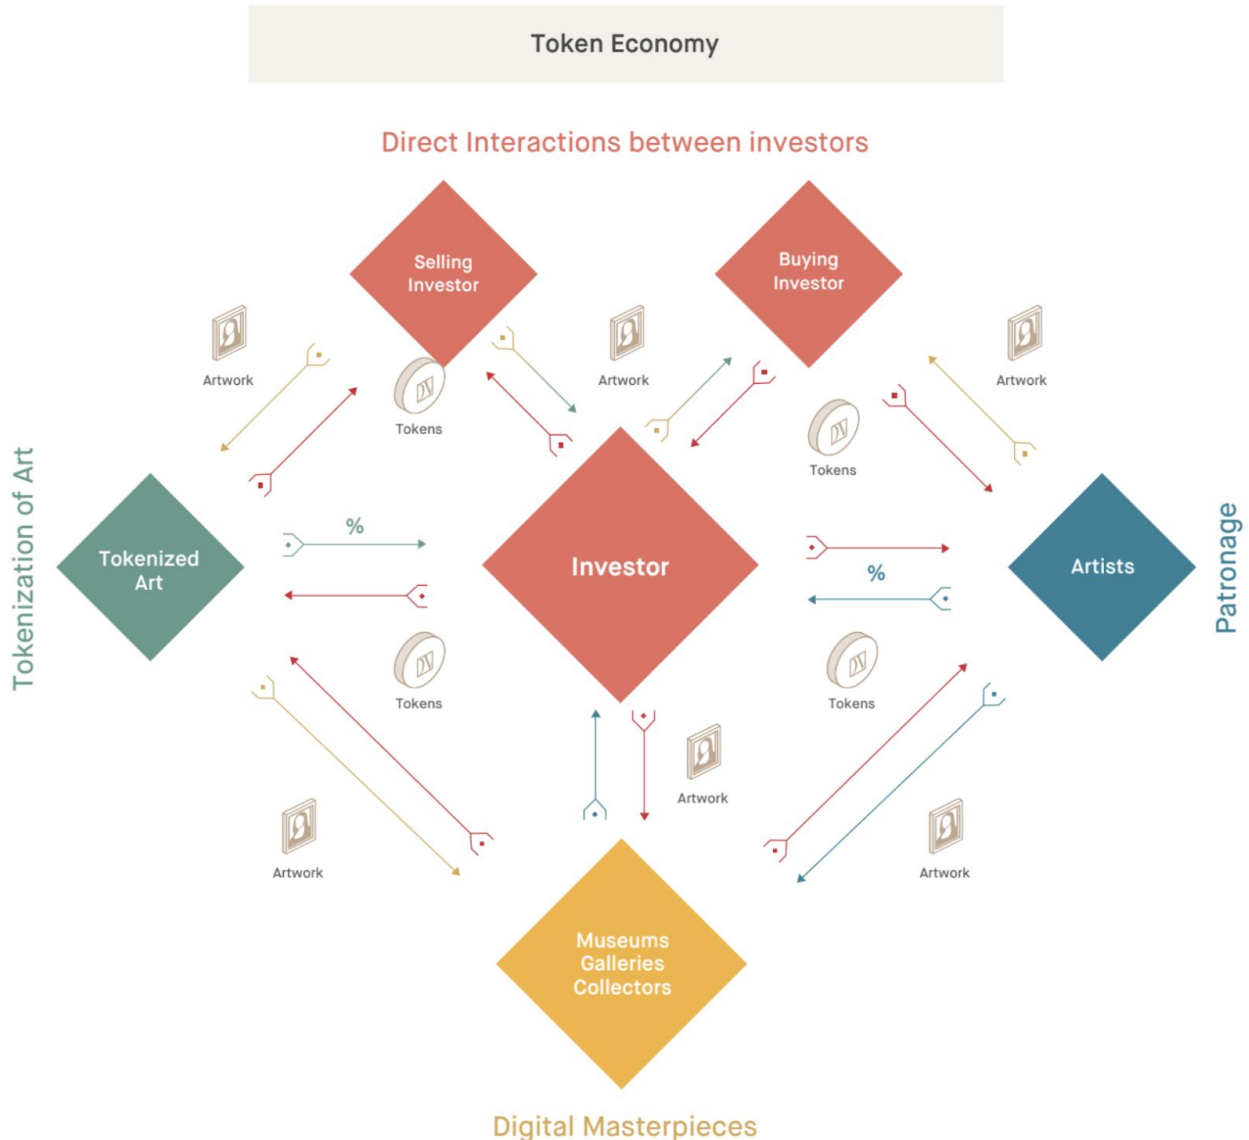 Token Economy
Direct Interactions between investors
Selling
Investor
Buying
Investor
Artwork
Artwork
Artwork
Tokens
Tokens
Tokenization of Art
Tokenized
Art
%
Investor
%
Artists
Patronage
Tokens
Tokens
Artwork
Artwork
Artwork
Museums
Galleries
Collectors
Digital Masterpieces